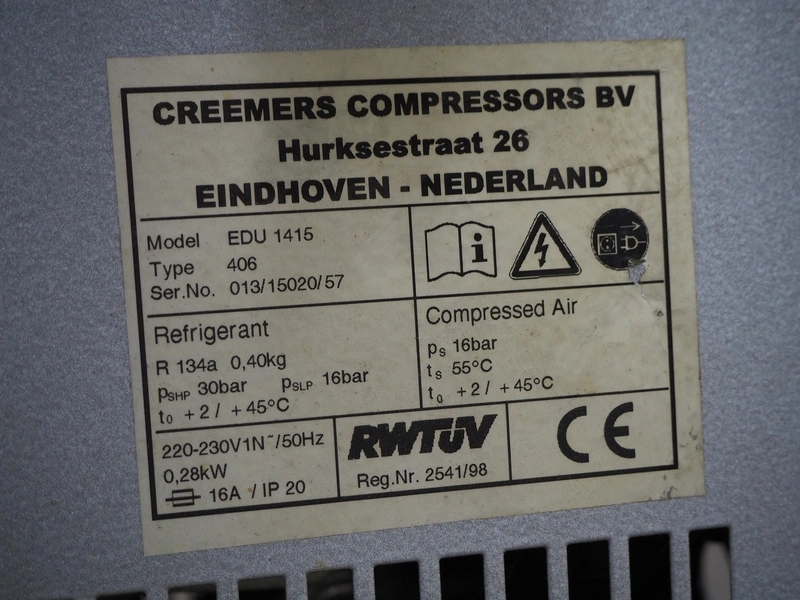 CREEMERS COMPRESSORS BV
Hurksestraat 26
EINDHOVEN - NEDERLAND
Model EDU 1415
Type 406
Ser.No. 013/15020/57
i
Refrigerant
R 134a 0,40kg
pSHP 30bar pSLP 16bar
t0 +2/ +45°C
Compressed Air
ps 16bar
ts 55°C
t0 +2/ +45°C
220-230V1N~/50Hz
0,28kW
16A / IP 20
RWTÜV
Reg.Nr. 2541/98
CE